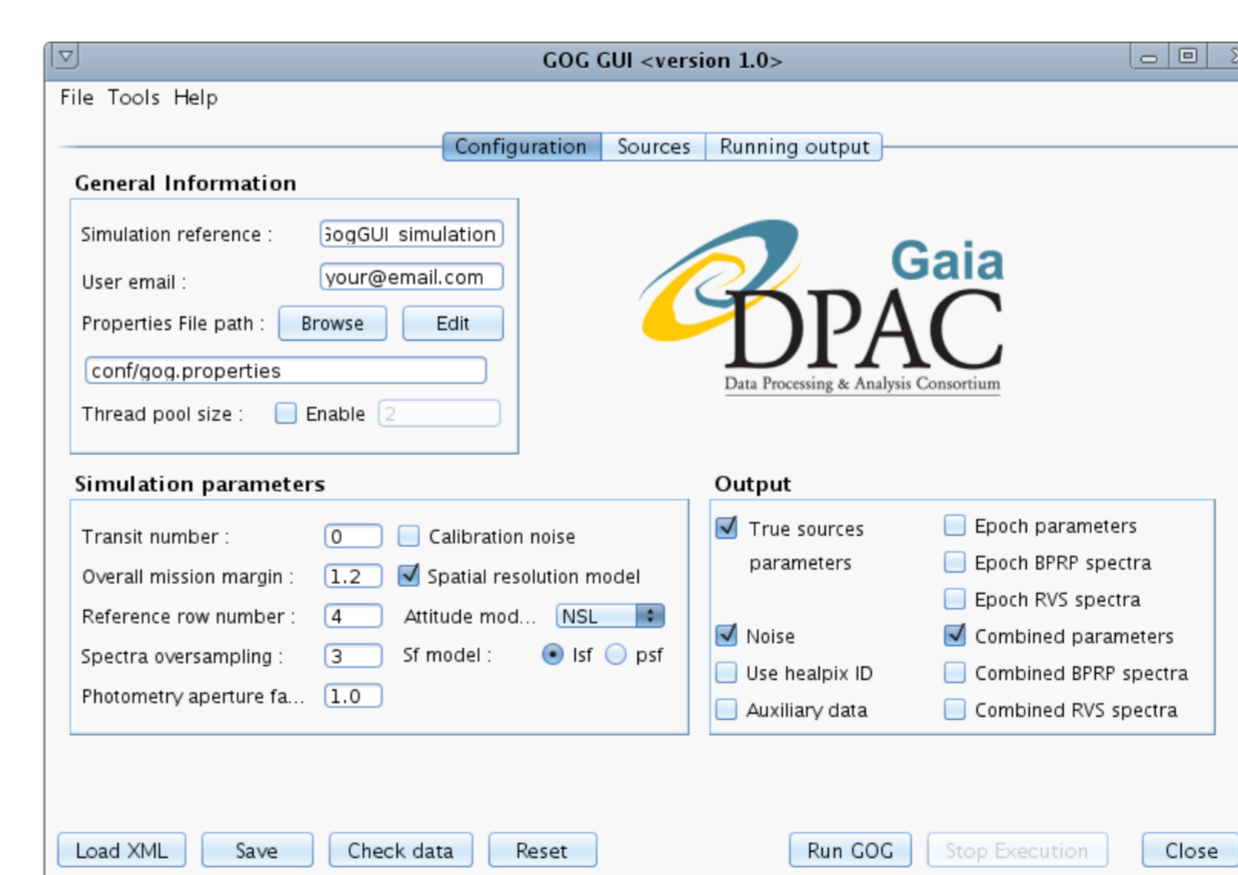 GOG GUI <version 1.0>
File Tools Help
Configuration Sources Running output
General Information
Simulation reference : GogGUI simulation
User email : your@email.com
Properties File path : Browse Edit
conf/gog.properties
Thread pool size : Enable 2
Gaia
DPAC
Data Processing & Analysis Consortium
Simulation parameters
Transit number : 0 Calibration noise
Overall mission margin : 1.2 Spatial resolution model
Reference row number : 4 Attitude mod... NSL
Spectra oversampling : 3 Sf model : lsf psf
Photometry aperture fa... 1.0
Output
True sources
parameters
Noise
Use healpix ID
Auxiliary data
Epoch parameters
Epoch BPRP spectra
Epoch RVS spectra
Combined parameters
Combined BPRP spectra
Combined RVS spectra
Load XML Save Check data Reset Run GOG Stop Execution Close